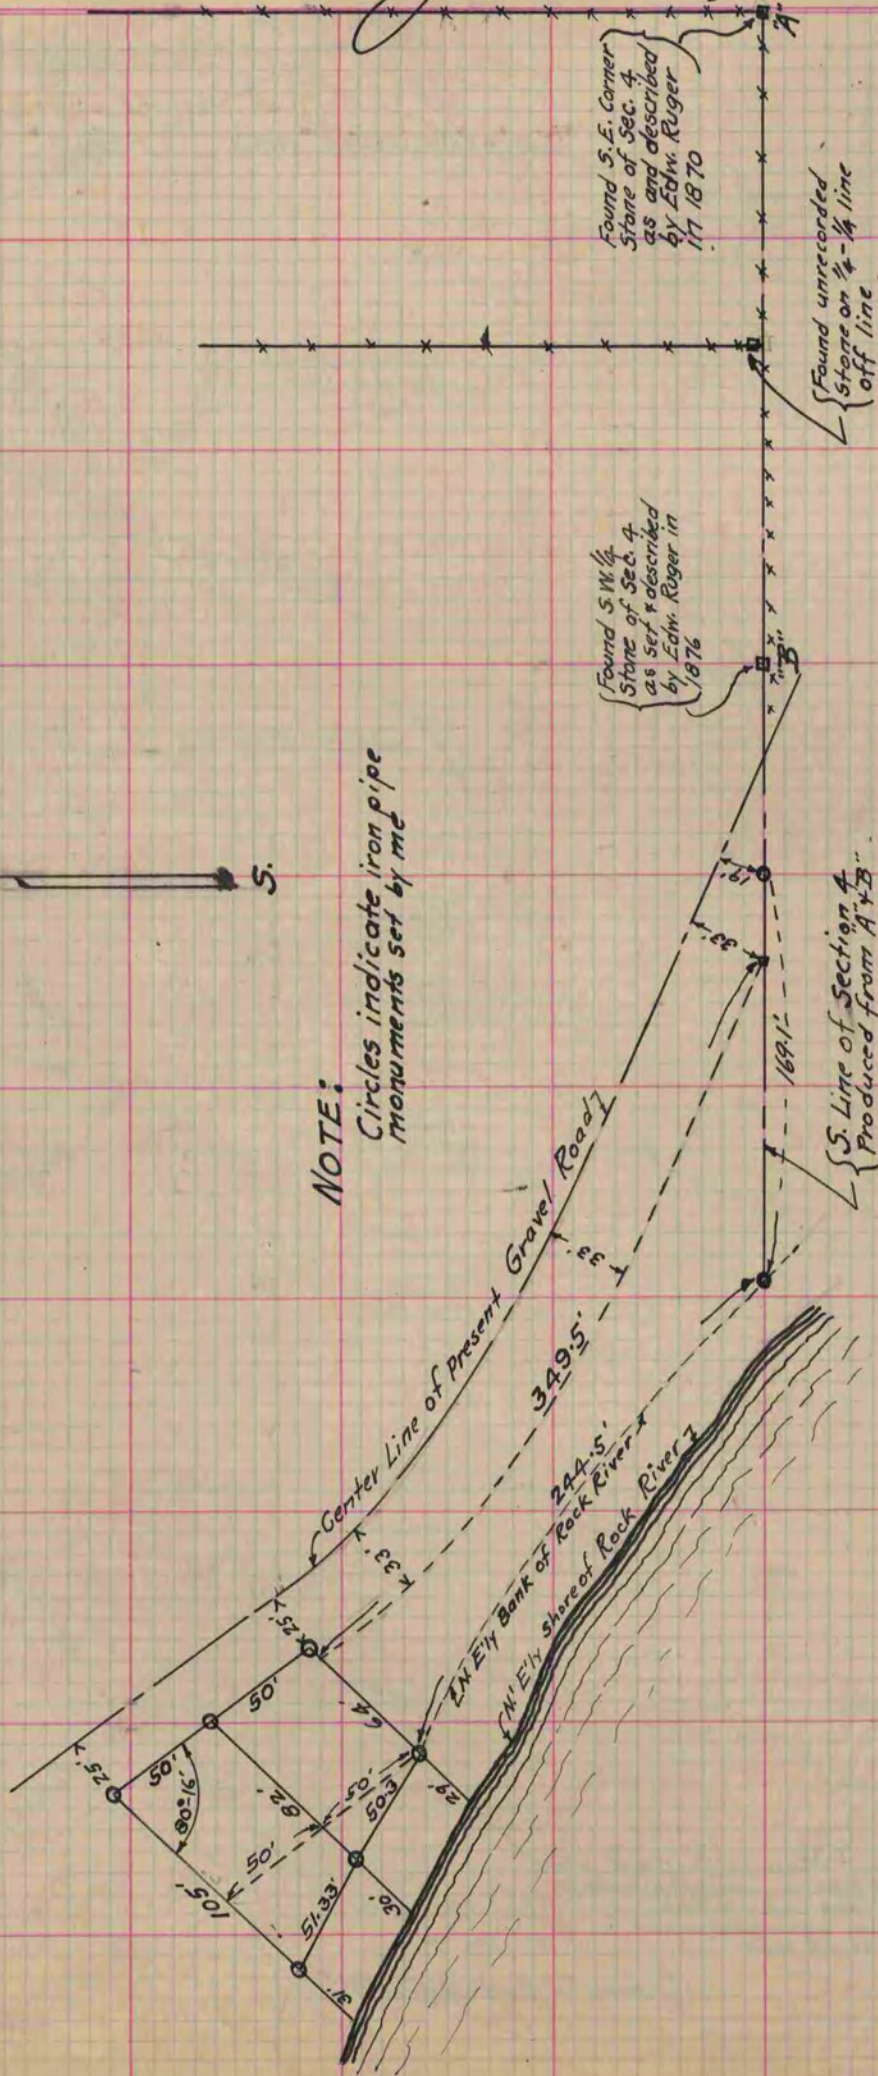 "A"
Found S.E. Corner
Stone of Sec. 4
as and described
by Edw. Ruger
in 1870
Found unrecorded
Stone on ¼-¼ line
off line
Found S.W.¼
Stone of Sec. 4
as set & described
by Edw. Ruger in
1876
"B"
S.
NOTE:
Circles indicate iron pipe
monuments set by me
19'
33'
169.1'
S. Line of Section 4
Produced from "A" & "B"
Center Line of Present Gravel Road
33'
349.5'
33'
244.5'
N.E'ly Bank of Rock River
N.E'ly Shore of Rock River
25'
25'
50'
50'
80°-16'
64'
82'
105'
50'
50'
50.3'
51.33'
29'
30'
31'